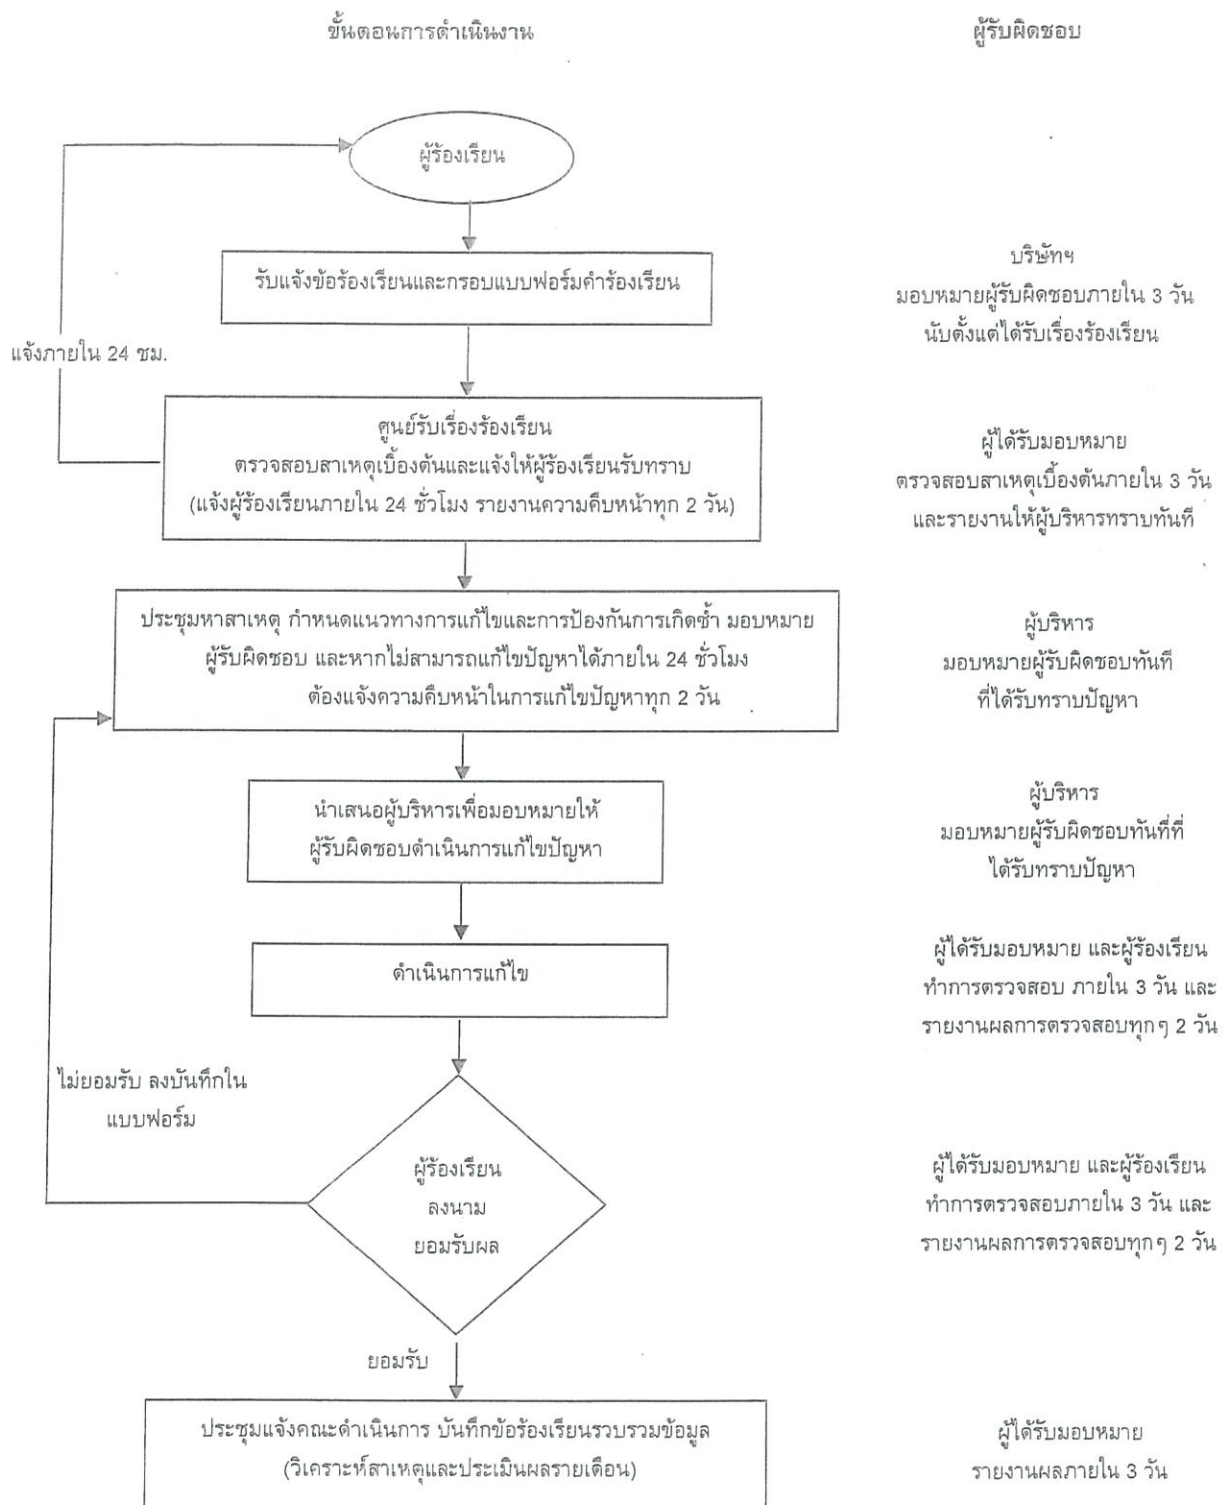 ขั้นตอนการดำเนินงาน
ผู้รับผิดชอบ
ผู้ร้องเรียน
รับแจ้งข้อร้องเรียนและกรอบแบบฟอร์มคำร้องเรียน
บริษัทฯ
มอบหมายผู้รับผิดชอบภายใน 3 วัน
นับตั้งแต่ได้รับเรื่องร้องเรียน
แจ้งภายใน 24 ชม.
ศูนย์รับเรื่องร้องเรียน
ตรวจสอบสาเหตุเบื้องต้นและแจ้งให้ผู้ร้องเรียนรับทราบ
(แจ้งผู้ร้องเรียนภายใน 24 ชั่วโมง รายงานความคืบหน้าทุก 2 วัน)
ผู้ได้รับมอบหมาย
ตรวจสอบสาเหตุเบื้องต้นภายใน 3 วัน
และรายงานให้ผู้บริหารทราบทันที
ประชุมหาสาเหตุ กำหนดแนวทางการแก้ไขและการป้องกันการเกิดซ้ำ มอบหมาย
ผู้รับผิดชอบ และหากไม่สามารถแก้ไขปัญหาได้ภายใน 24 ชั่วโมง
ต้องแจ้งความคืบหน้าในการแก้ไขปัญหาทุก 2 วัน
ผู้บริหาร
มอบหมายผู้รับผิดชอบทันที
ที่ได้รับทราบปัญหา
นำเสนอผู้บริหารเพื่อมอบหมายให้
ผู้รับผิดชอบดำเนินการแก้ไขปัญหา
ผู้บริหาร
มอบหมายผู้รับผิดชอบทันที่ที่
ได้รับทราบปัญหา
ดำเนินการแก้ไข
ผู้ได้รับมอบหมาย และผู้ร้องเรียน
ทำการตรวจสอบ ภายใน 3 วัน และ
รายงานผลการตรวจสอบทุกๆ 2 วัน
ไม่ยอมรับ ลงบันทึกใน
แบบฟอร์ม
ผู้ร้องเรียน
ลงนาม
ยอมรับผล
ผู้ได้รับมอบหมาย และผู้ร้องเรียน
ทำการตรวจสอบภายใน 3 วัน และ
รายงานผลการตรวจสอบทุกๆ 2 วัน
ยอมรับ
ประชุมแจ้งคณะดำเนินการ บันทึกข้อร้องเรียนรวบรวมข้อมูล
(วิเคราะห์สาเหตุและประเมินผลรายเดือน)
ผู้ได้รับมอบหมาย
รายงานผลภายใน 3 วัน